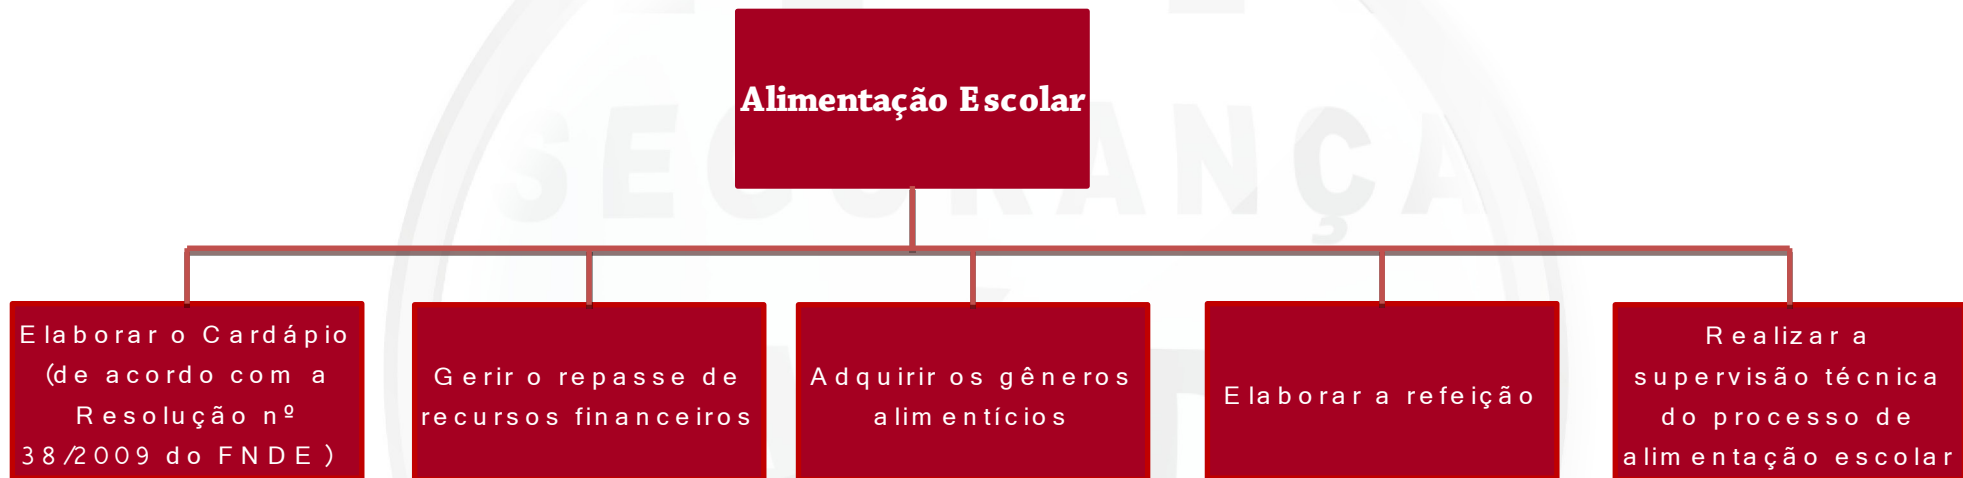 Alimentação Escolar
SEGURANÇA
Elaborar o Cardápio
(de acordo com a
Resolução nº
38/2009 do FNDE)
Gerir o repasse de
recursos financeiros
Adquirir os gêneros
alimentícios
Elaborar a refeição
Realizar a
supervisão técnica
do processo de
alimentação escolar